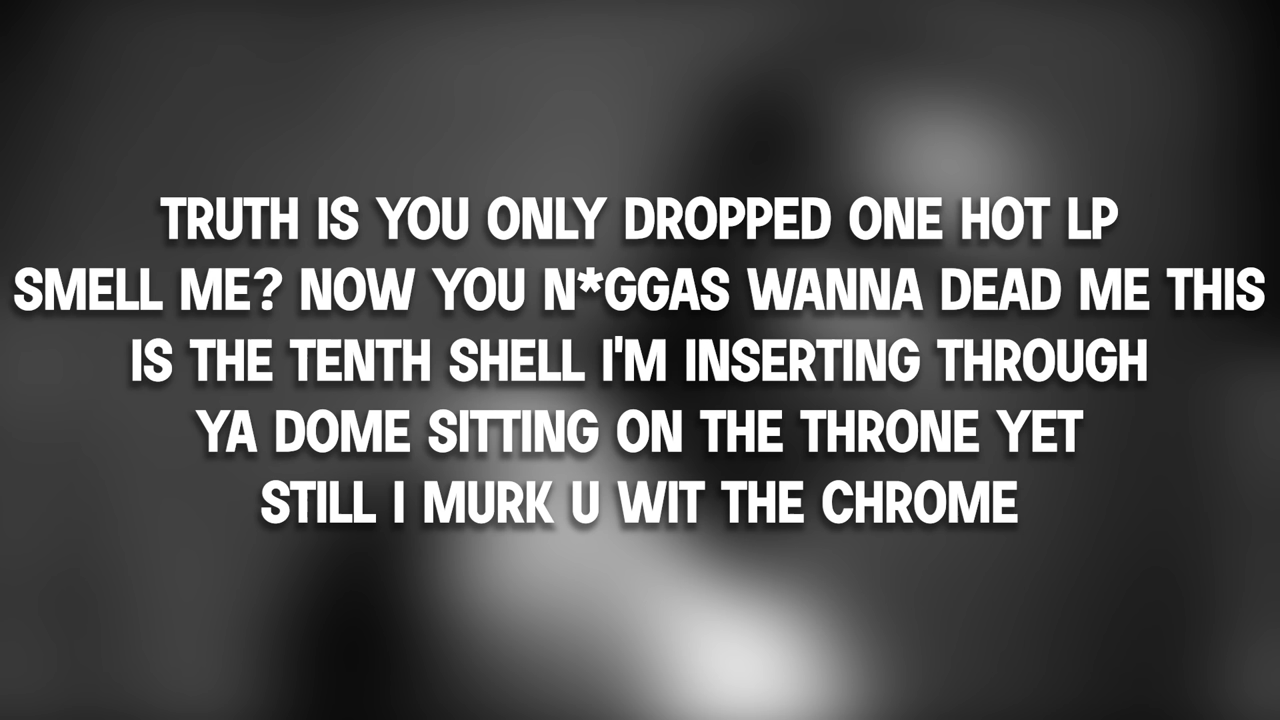 TRUTH IS YOU ONLY DROPPED ONE HOT LP
SMELL ME? NOW YOU N*GGAS WANNA DEAD ME THIS
IS THE TENTH SHELL I'M INSERTING THROUGH
YA DOME SITTING ON THE THRONE YET
STILL I MURK U WIT THE CHROME